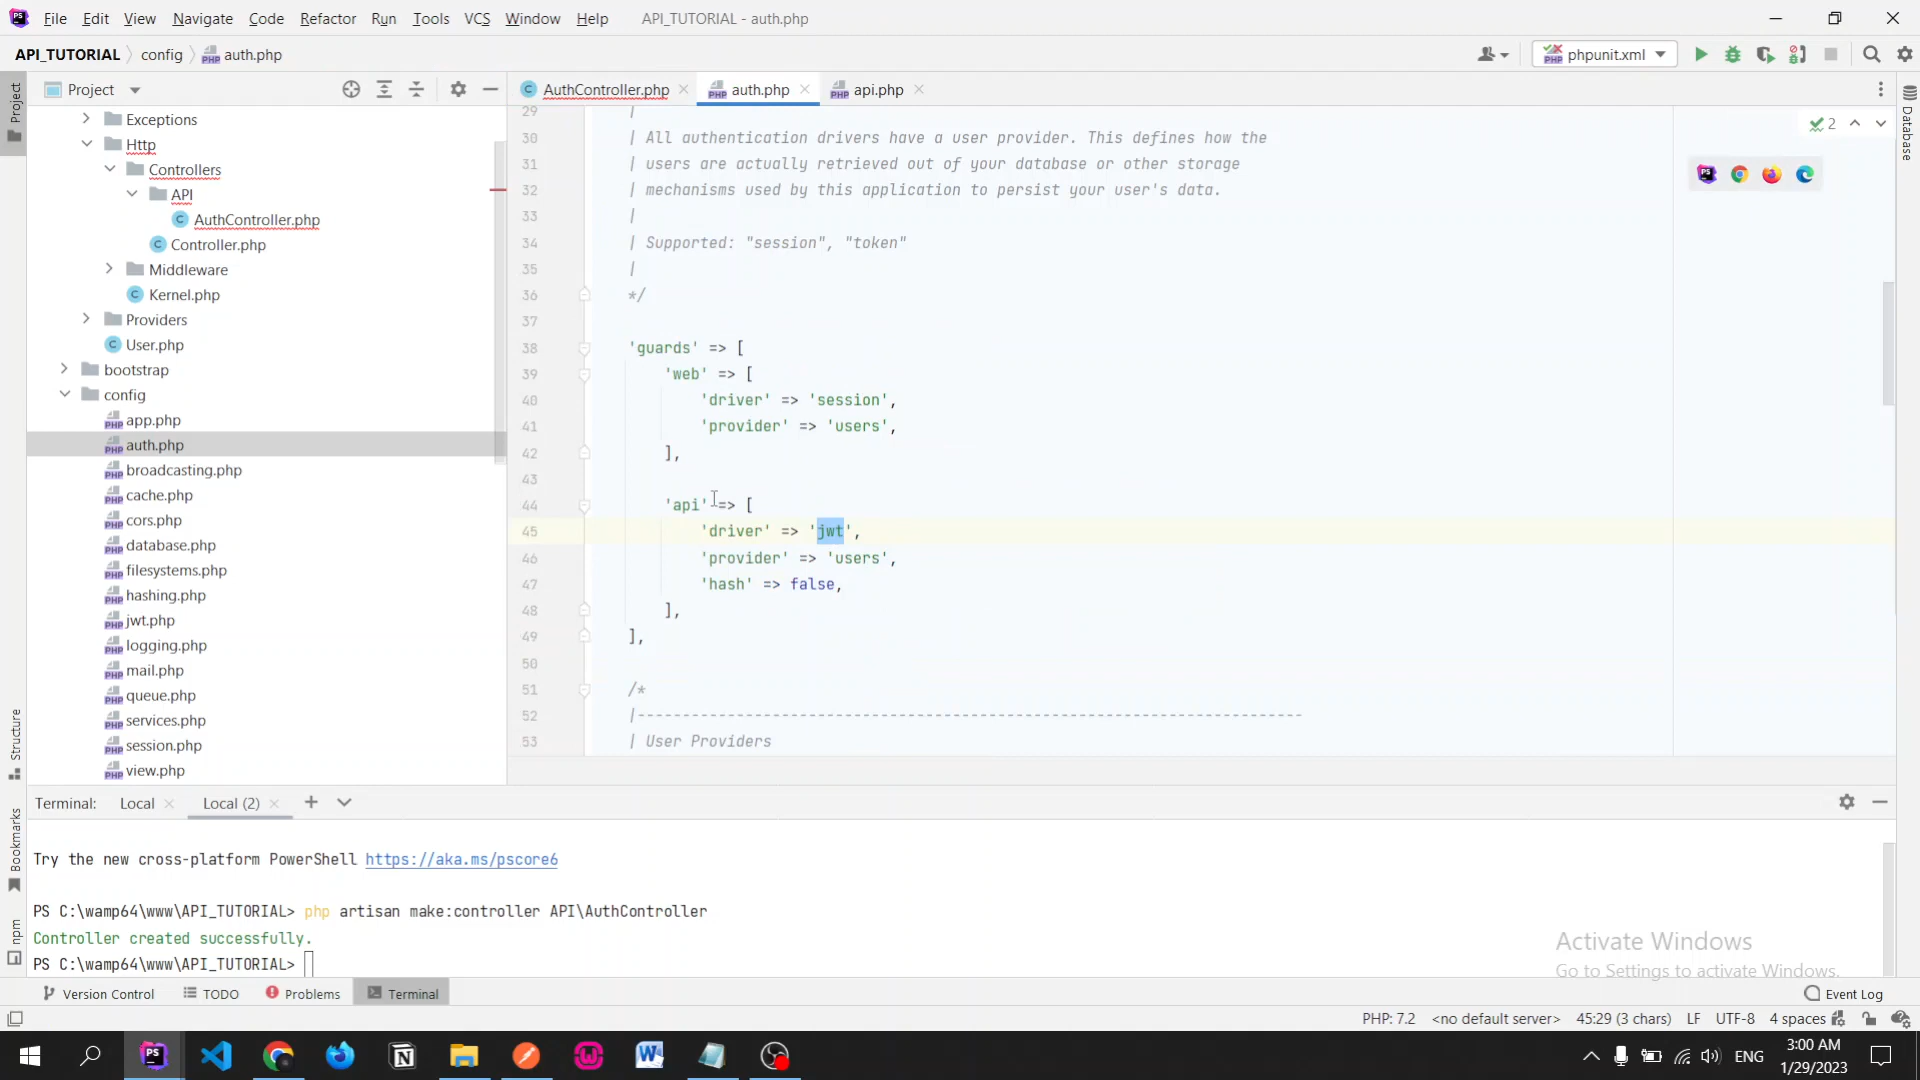 File Edit View Navigate Code Refactor Run Tools VCS Window Help API_TUTORIAL - auth.php
API_TUTORIAL config auth.php phpunit.xml
Project
Project
AuthController.php auth.php api.php
Exceptions
Http
Controllers
API
AuthController.php
Controller.php
Middleware
Kernel.php
Providers
User.php
bootstrap
config
app.php
auth.php
broadcasting.php
cache.php
cors.php
database.php
filesystems.php
hashing.php
jwt.php
logging.php
mail.php
queue.php
services.php
session.php
view.php
29 |
30 | All authentication drivers have a user provider. This defines how the
31 | users are actually retrieved out of your database or other storage
32 | mechanisms used by this application to persist your user's data.
33 |
34 | Supported: "session", "token"
35 |
36 */
37
38 'guards' => [
39 'web' => [
40 'driver' => 'session',
41 'provider' => 'users',
42 ],
43
44 'api' => [
45 'driver' => 'jwt',
46 'provider' => 'users',
47 'hash' => false,
48 ],
49 ],
50
51 /*
52 |--------------------------------------------------------------------------
53 | User Providers
2
Database
Structure
Bookmarks
npm
Terminal: Local Local (2)
Try the new cross-platform PowerShell https://aka.ms/pscore6
PS C:\wamp64\www\API_TUTORIAL> php artisan make:controller API\AuthController
Controller created successfully.
PS C:\wamp64\www\API_TUTORIAL>
Activate Windows
Go to Settings to activate Windows.
Version Control TODO Problems Terminal Event Log
PHP: 7.2 <no default server> 45:29 (3 chars) LF UTF-8 4 spaces
ENG
3:00 AM
1/29/2023